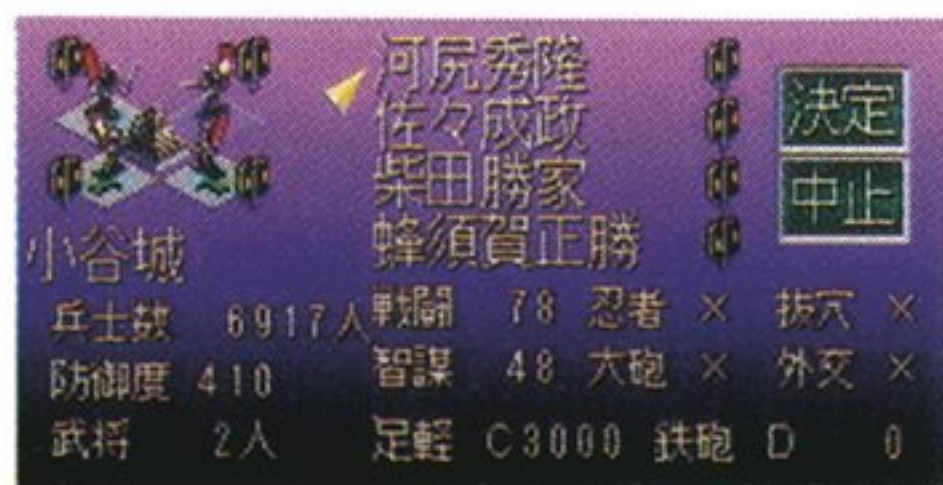 河尻秀隆
佐々成政
柴田勝家
蜂須賀正勝
決定
中止
小谷城
兵士数 6917人
防御度 410
武将 2人
戦闘 78 忍者 × 抜穴 ×
智謀 48 大砲 × 外交 ×
足軽 C3000 鉄砲 D 0